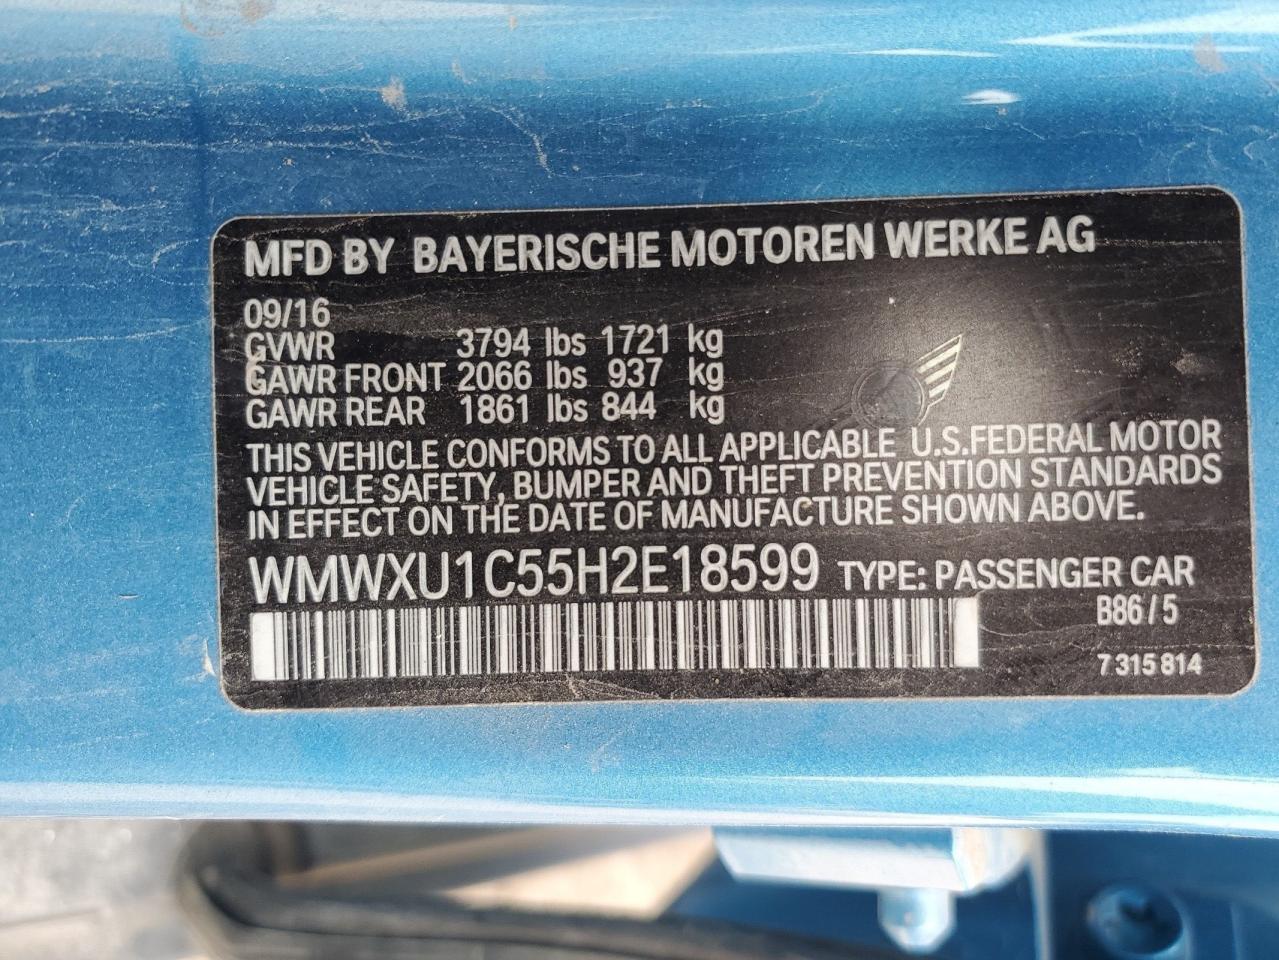 MFD BY BAYERISCHE MOTOREN WERKE AG
09/16
GVWR 3794 lbs 1721 kg
GAWR FRONT 2066 lbs 937 kg
GAWR REAR 1861 lbs 844 kg
THIS VEHICLE CONFORMS TO ALL APPLICABLE U.S.FEDERAL MOTOR
VEHICLE SAFETY, BUMPER AND THEFT PREVENTION STANDARDS
IN EFFECT ON THE DATE OF MANUFACTURE SHOWN ABOVE.
WMWXU1C55H2E18599 TYPE: PASSENGER CAR
B86/5
7 315 814